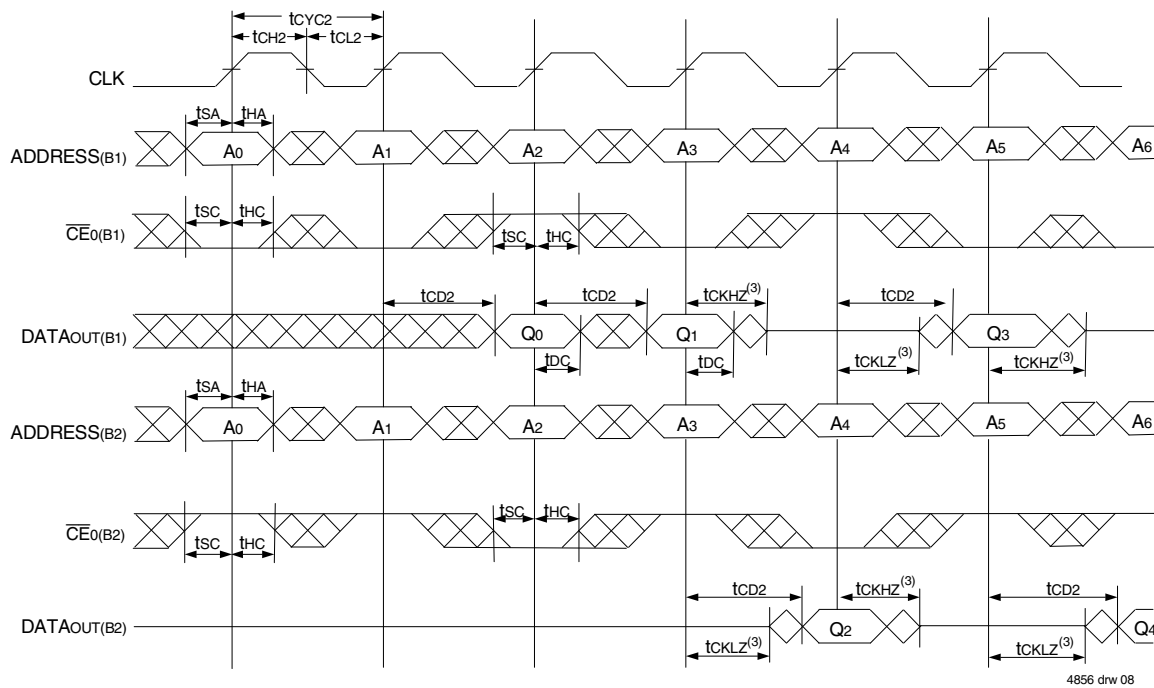 tCYC2
tCH2 tCL2
CLK
tSA tHA
ADDRESS(B1) A0 A1 A2 A3 A4 A5 A6
tSC tHC
CE0(B1)
tSC tHC
tCD2 tCD2 tCKHZ(3) tCD2
DATAOUT(B1) Q0 Q1 Q3
tDC tDC tCKLZ(3) tCKHZ(3)
tSA tHA
ADDRESS(B2) A0 A1 A2 A3 A4 A5 A6
tSC tHC
CE0(B2)
tSC tHC
tCD2 tCKHZ(3) tCD2
DATAOUT(B2) Q2 Q4
tCKLZ(3) tCKLZ(3)
4856 drw 08